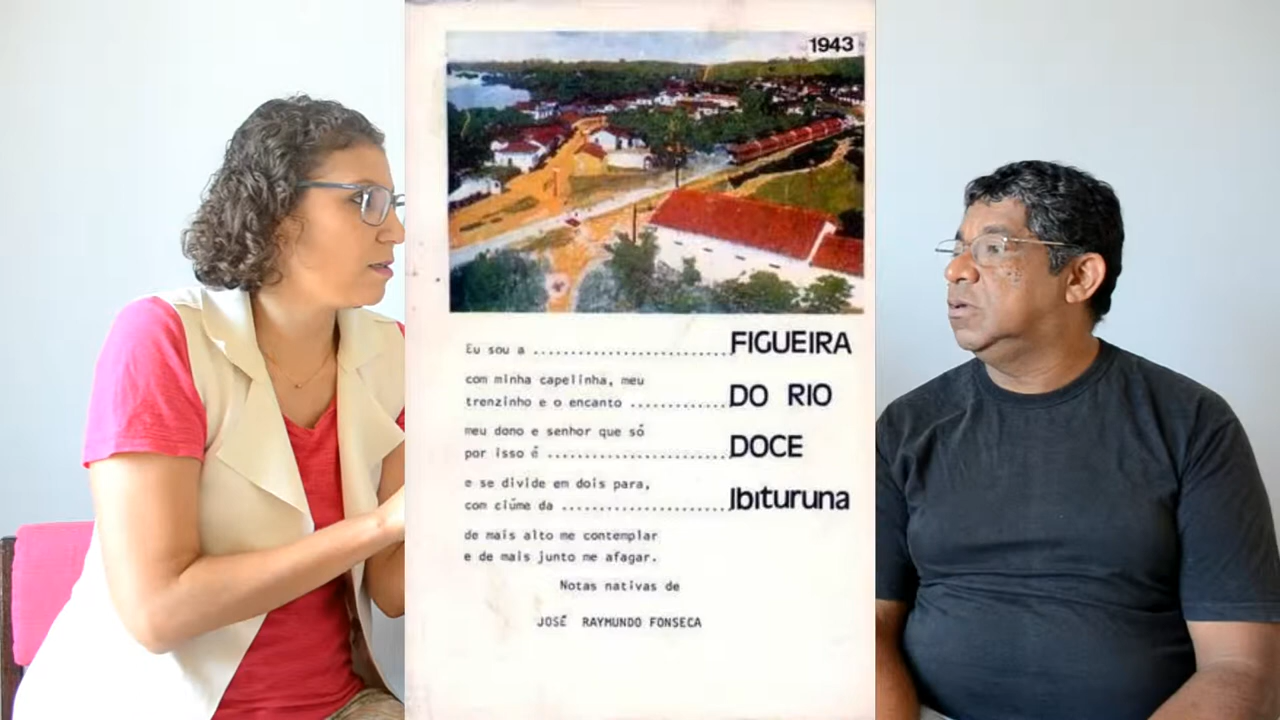 1943
Eu sou a ............................FIGUEIRA
com minha capelinha, meu
trenzinho e o encanto ..............DO RIO
meu dono e senhor que só
por isso é .........................DOCE
e se divide em dois para,
com ciúme da .......................Ibituruna
de mais alto me contemplar
e de mais junto me afagar.
Notas nativas de
JOSÉ RAYMUNDO FONSECA